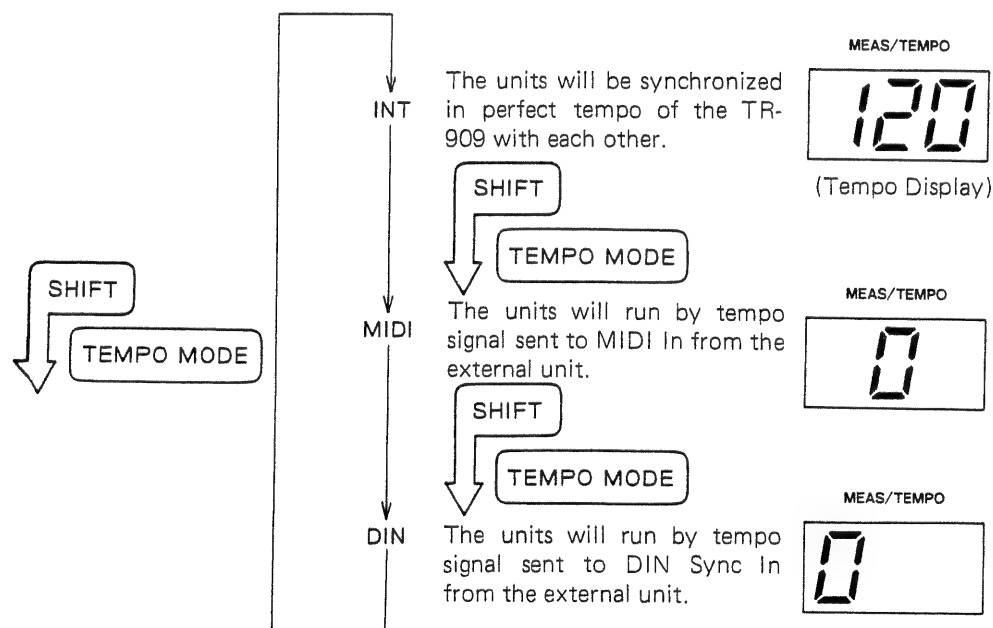 MEAS/TEMPO
INT
The units will be synchronized
in perfect tempo of the TR-
909 with each other.
120
(Tempo Display)
SHIFT
TEMPO MODE
SHIFT
TEMPO MODE
MIDI
The units will run by tempo
signal sent to MIDI In from the
external unit.
MEAS/TEMPO
0
SHIFT
TEMPO MODE
DIN
The units will run by tempo
signal sent to DIN Sync In
from the external unit.
MEAS/TEMPO
0